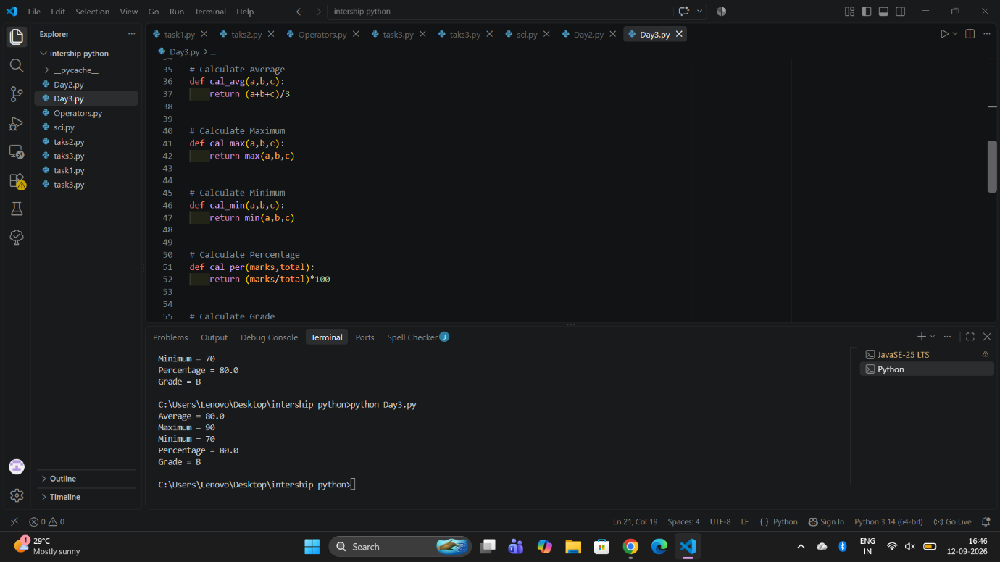 File Edit Selection View Go Run Terminal Help
intership python
Explorer
intership python
__pycache__
Day2.py
Day3.py
Operators.py
sci.py
taks2.py
taks3.py
task1.py
task3.py
Outline
Timeline
task1.py taks2.py Operators.py task3.py taks3.py sci.py Day2.py Day3.py
Day3.py > ...
35 # Calculate Average
36 def cal_avg(a,b,c):
37 return (a+b+c)/3
38
39
40 # Calculate Maximum
41 def cal_max(a,b,c):
42 return max(a,b,c)
43
44
45 # Calculate Minimum
46 def cal_min(a,b,c):
47 return min(a,b,c)
48
49
50 # Calculate Percentage
51 def cal_per(marks,total):
52 return (marks/total)*100
53
54
55 # Calculate Grade
Problems Output Debug Console Terminal Ports Spell Checker 3
Minimum = 70
Percentage = 80.0
Grade = B
C:\Users\Lenovo\Desktop\intership python>python Day3.py
Average = 80.0
Maximum = 90
Minimum = 70
Percentage = 80.0
Grade = B
C:\Users\Lenovo\Desktop\intership python>
JavaSE-25 LTS
Python
0 0
Ln 21, Col 19 Spaces: 4 UTF-8 LF { } Python Sign In Python 3.14 (64-bit) Go Live
1
29°C
Mostly sunny
Search
ENG
IN
16:46
12-09-2026